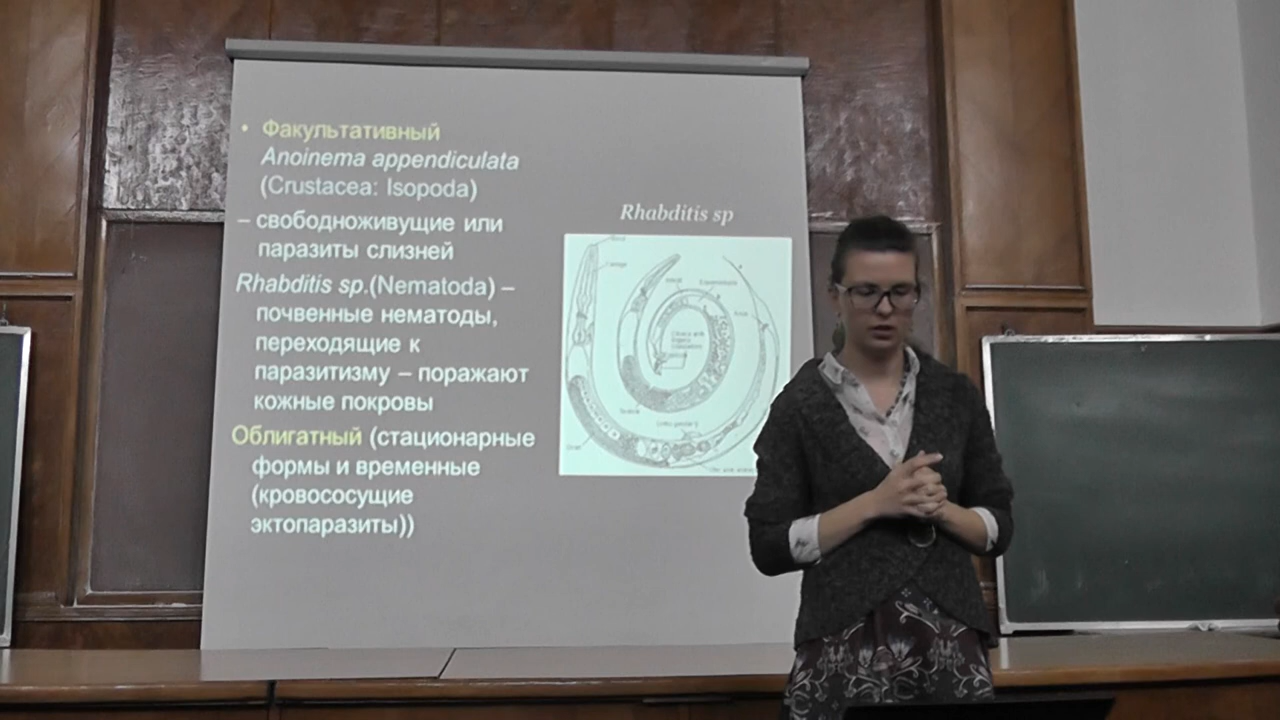 • Факультативный
Anoinema appendiculata
(Crustacea: Isopoda)
– свободноживущие или
паразиты слизней
Rhabditis sp.(Nematoda) –
почвенные нематоды,
переходящие к
паразитизму – поражают
кожные покровы
Облигатный (стационарные
формы и временные
(кровососущие
эктопаразиты))
Rhabditis sp